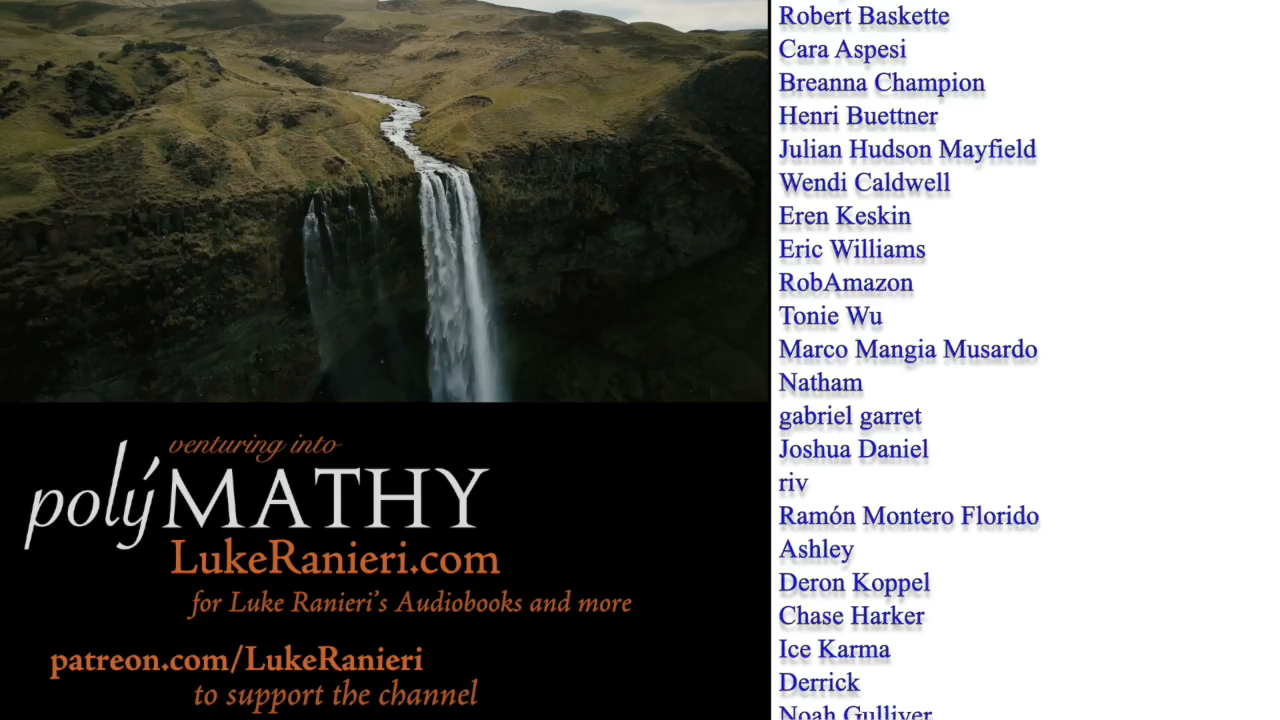 venturing into
polýMATHY
LukeRanieri.com
for Luke Ranieri's Audiobooks and more
patreon.com/LukeRanieri
to support the channel
Robert Baskette
Cara Aspesi
Breanna Champion
Henri Buettner
Julian Hudson Mayfield
Wendi Caldwell
Eren Keskin
Eric Williams
RobAmazon
Tonie Wu
Marco Mangia Musardo
Natham
gabriel garret
Joshua Daniel
riv
Ramón Montero Florido
Ashley
Deron Koppel
Chase Harker
Ice Karma
Derrick
Noah Gulliver